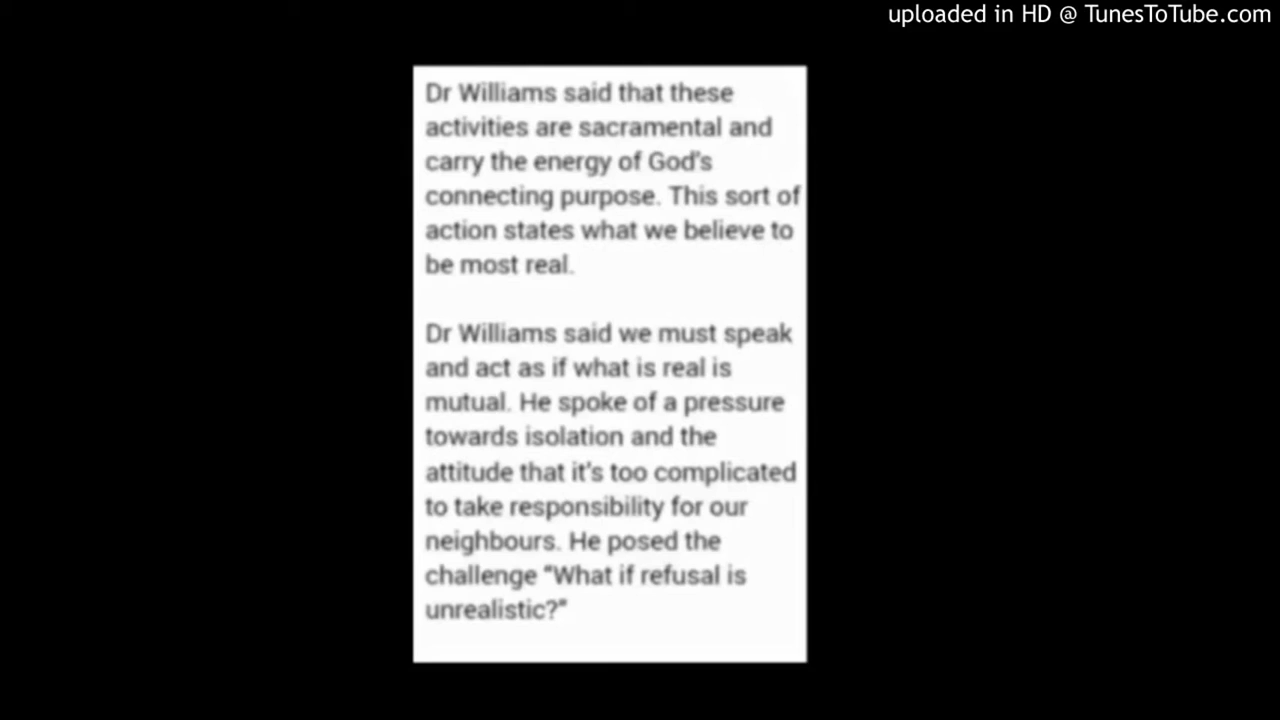 uploaded in HD @ TunesToTube.com
Dr Williams said that these
activities are sacramental and
carry the energy of God's
connecting purpose. This sort of
action states what we believe to
be most real.
Dr Williams said we must speak
and act as if what is real is
mutual. He spoke of a pressure
towards isolation and the
attitude that it's too complicated
to take responsibility for our
neighbours. He posed the
challenge "What if refusal is
unrealistic?"